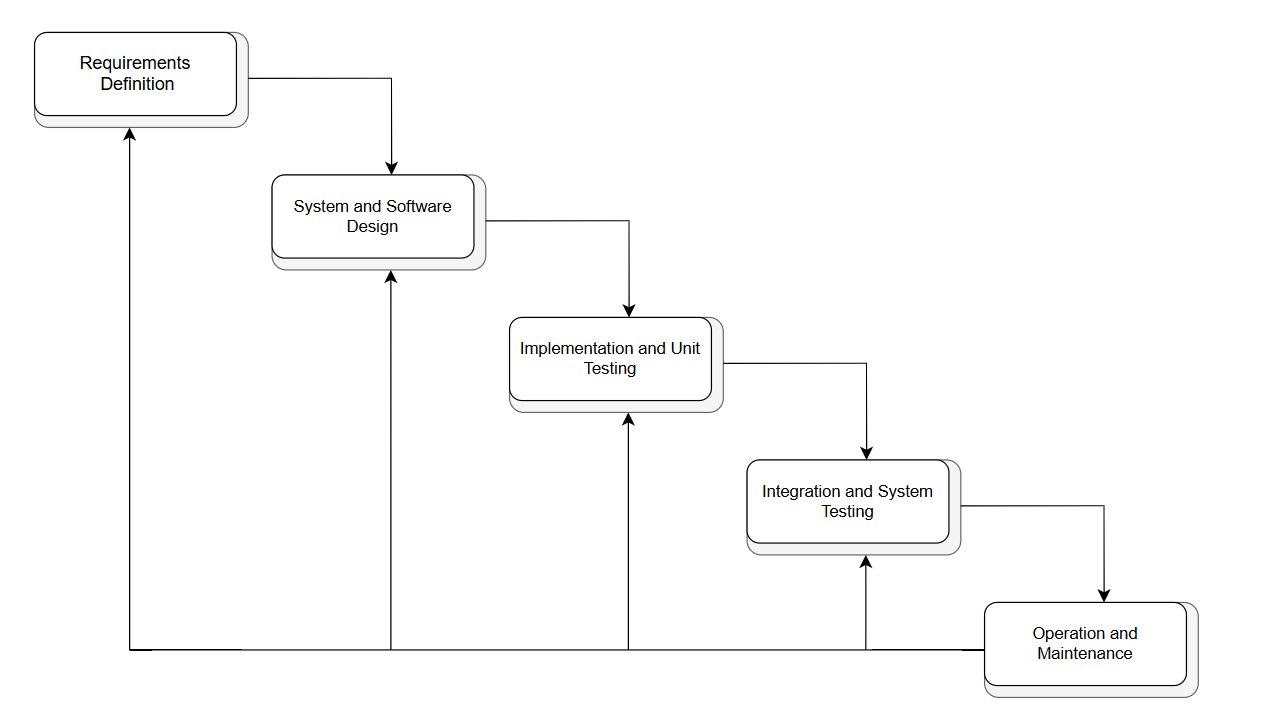 Requirements
Definition
System and Software
Design
Implementation and Unit
Testing
Integration and System
Testing
Operation and
Maintenance